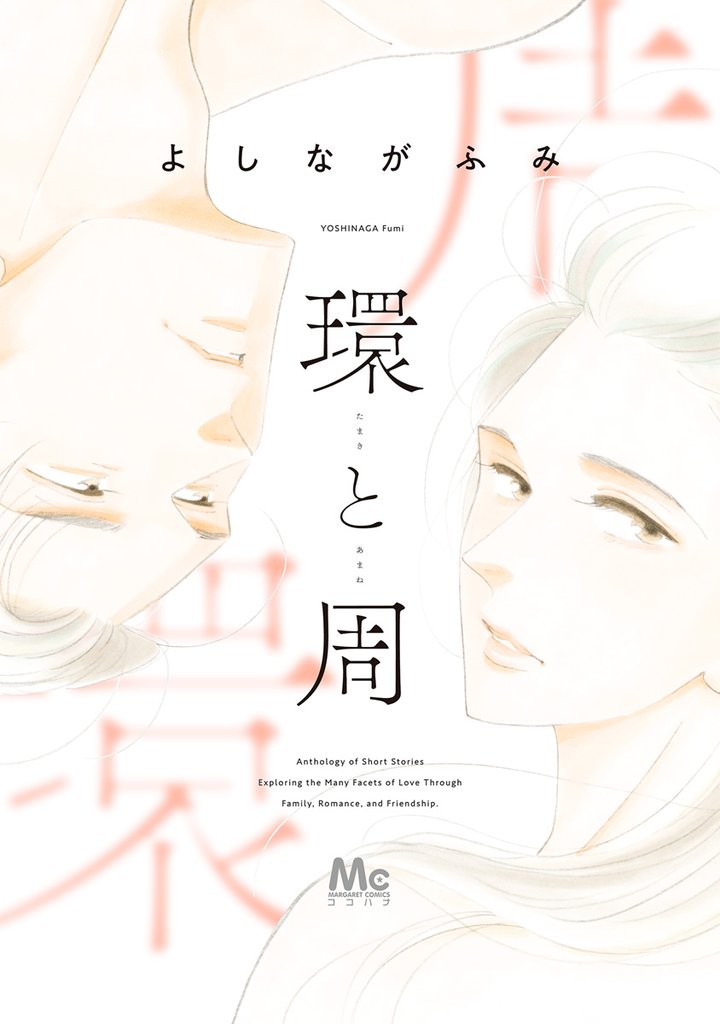 よしながふみ
YOSHINAGA Fumi
環と周
たまき
あまね
Anthology of Short Stories
Exploring the Many Facets of Love Through
Family, Romance, and Friendship.
Mc
MARGARET COMICS
ココハナ
周
環